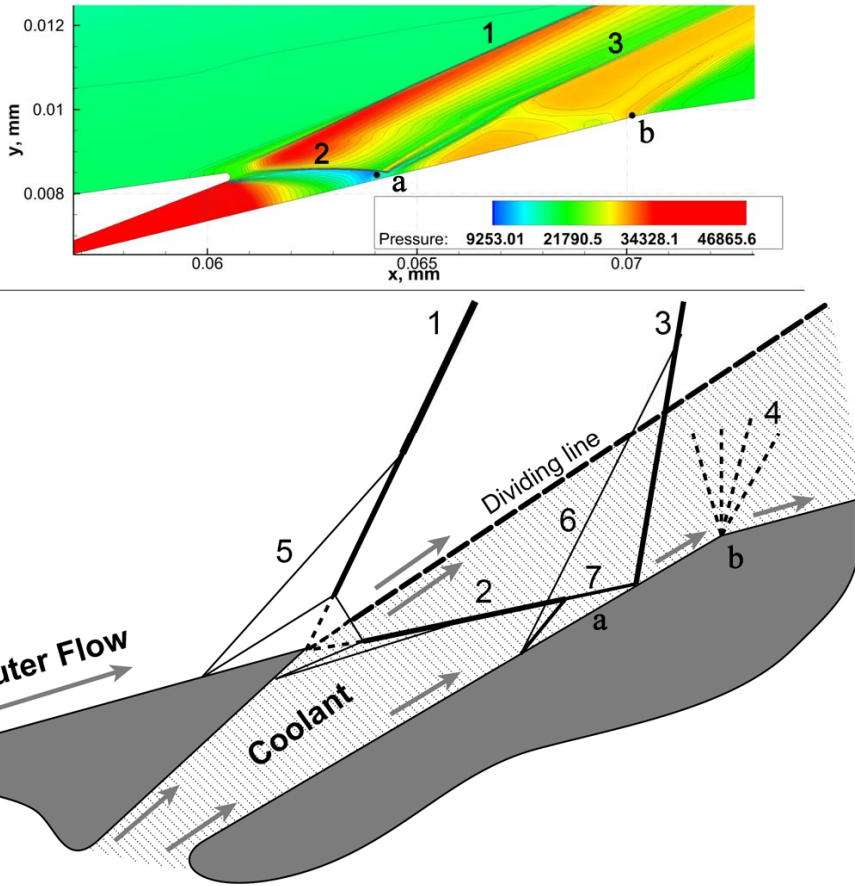 0.012
0.01
0.008
y, mm
1
3
2
a
b
Pressure: 9253.01 21790.5 34328.1 46865.6
0.06 0.065 0.07
x, mm
1
3
4
Dividing line
5
6
b
7
2
a
uter Flow
Coolant